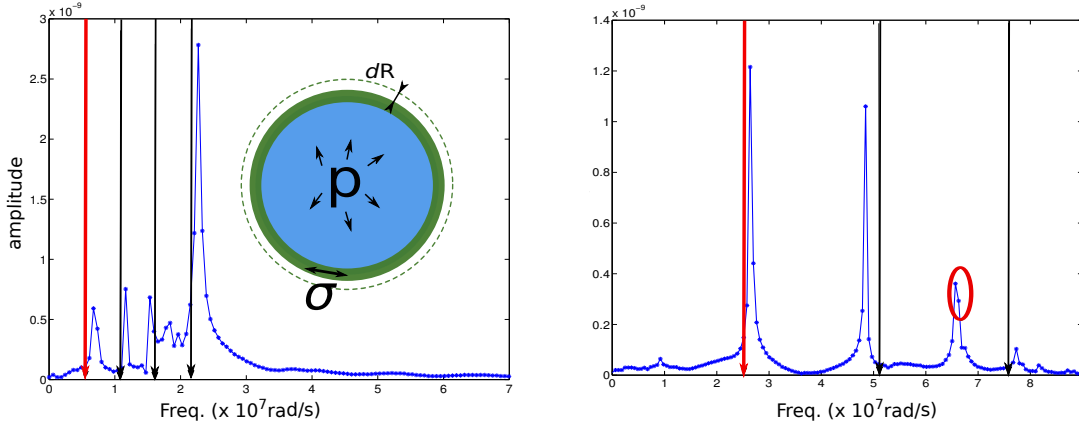 x 10⁻⁹
3
2.5
2
1.5
1
0.5
0
amplitude
dR
p
σ
0 1 2 3 4 5 6 7
Freq. (x 10⁷rad/s)
x 10⁻⁹
1.4
1.2
1
0.8
0.6
0.4
0.2
0
0 1 2 3 4 5 6 7 8
Freq. (x 10⁷rad/s)